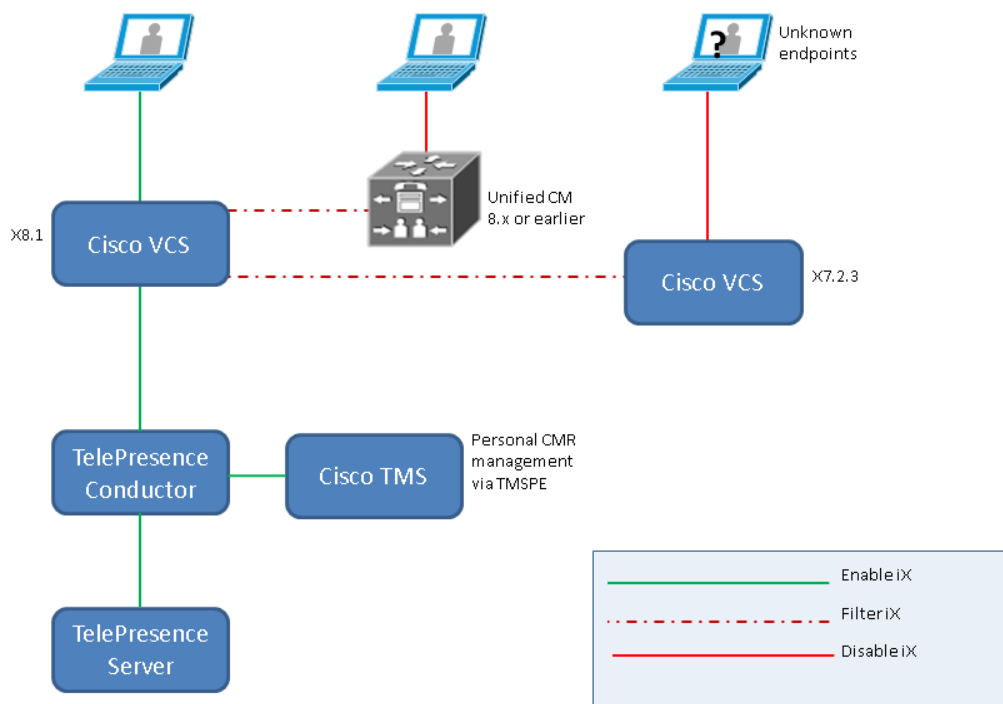 ?
Unknown
endpoints
Unified CM
8.x or earlier
X8.1
Cisco VCS
Cisco VCS
X7.2.3
TelePresence
Conductor
Cisco TMS
Personal CMR
management
via TMSPE
TelePresence
Server
Enable iX
Filter iX
Disable iX